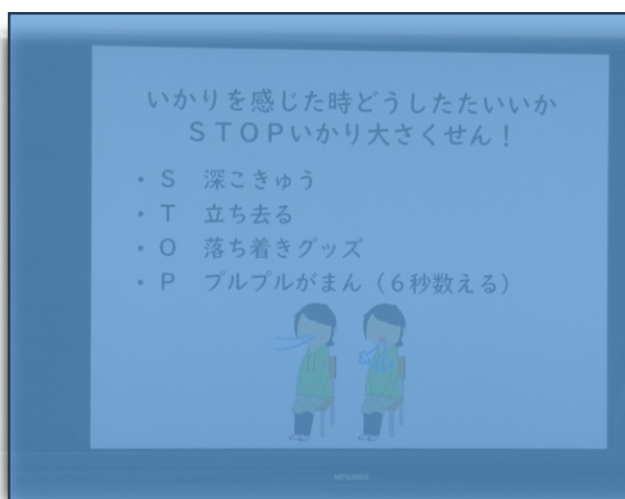 いかりを感じた時どうしたたいいか
STOPいかり大さくせん！
・S 深こきゅう
・T 立ち去る
・O 落ち着きグッズ
・P プルプルがまん（6秒数える）
MITSUBISHI